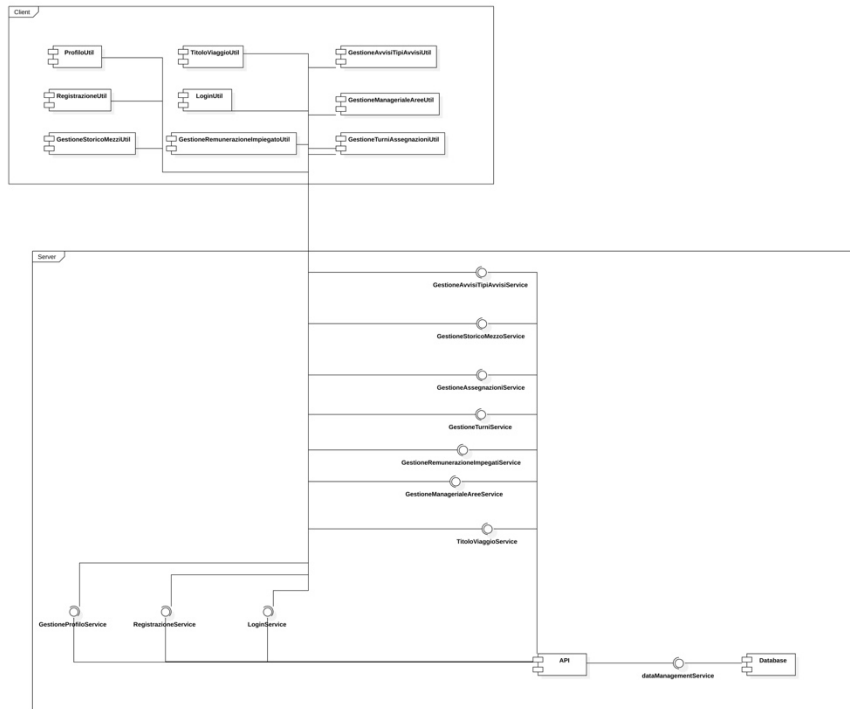 Client
ProfiloUtil
TitoloViaggioUtil
GestioneAvvisiTipiAvvisiUtil
RegistrazioneUtil
LoginUtil
GestioneManagerialeAreeUtil
GestioneStoricoMezziUtil
GestioneRemunerazioneImpiegatoUtil
GestioneTurniAssegnazioniUtil
Server
GestioneAvvisiTipiAvvisiService
GestioneStoricoMezzoService
GestioneAssegnazioniService
GestioneTurniService
GestioneRemunerazioneImpegatiService
GestioneManagerialeAreeService
TitoloViaggioService
GestioneProfiloService
RegistrazioneService
LoginService
API
Database
dataManagementService